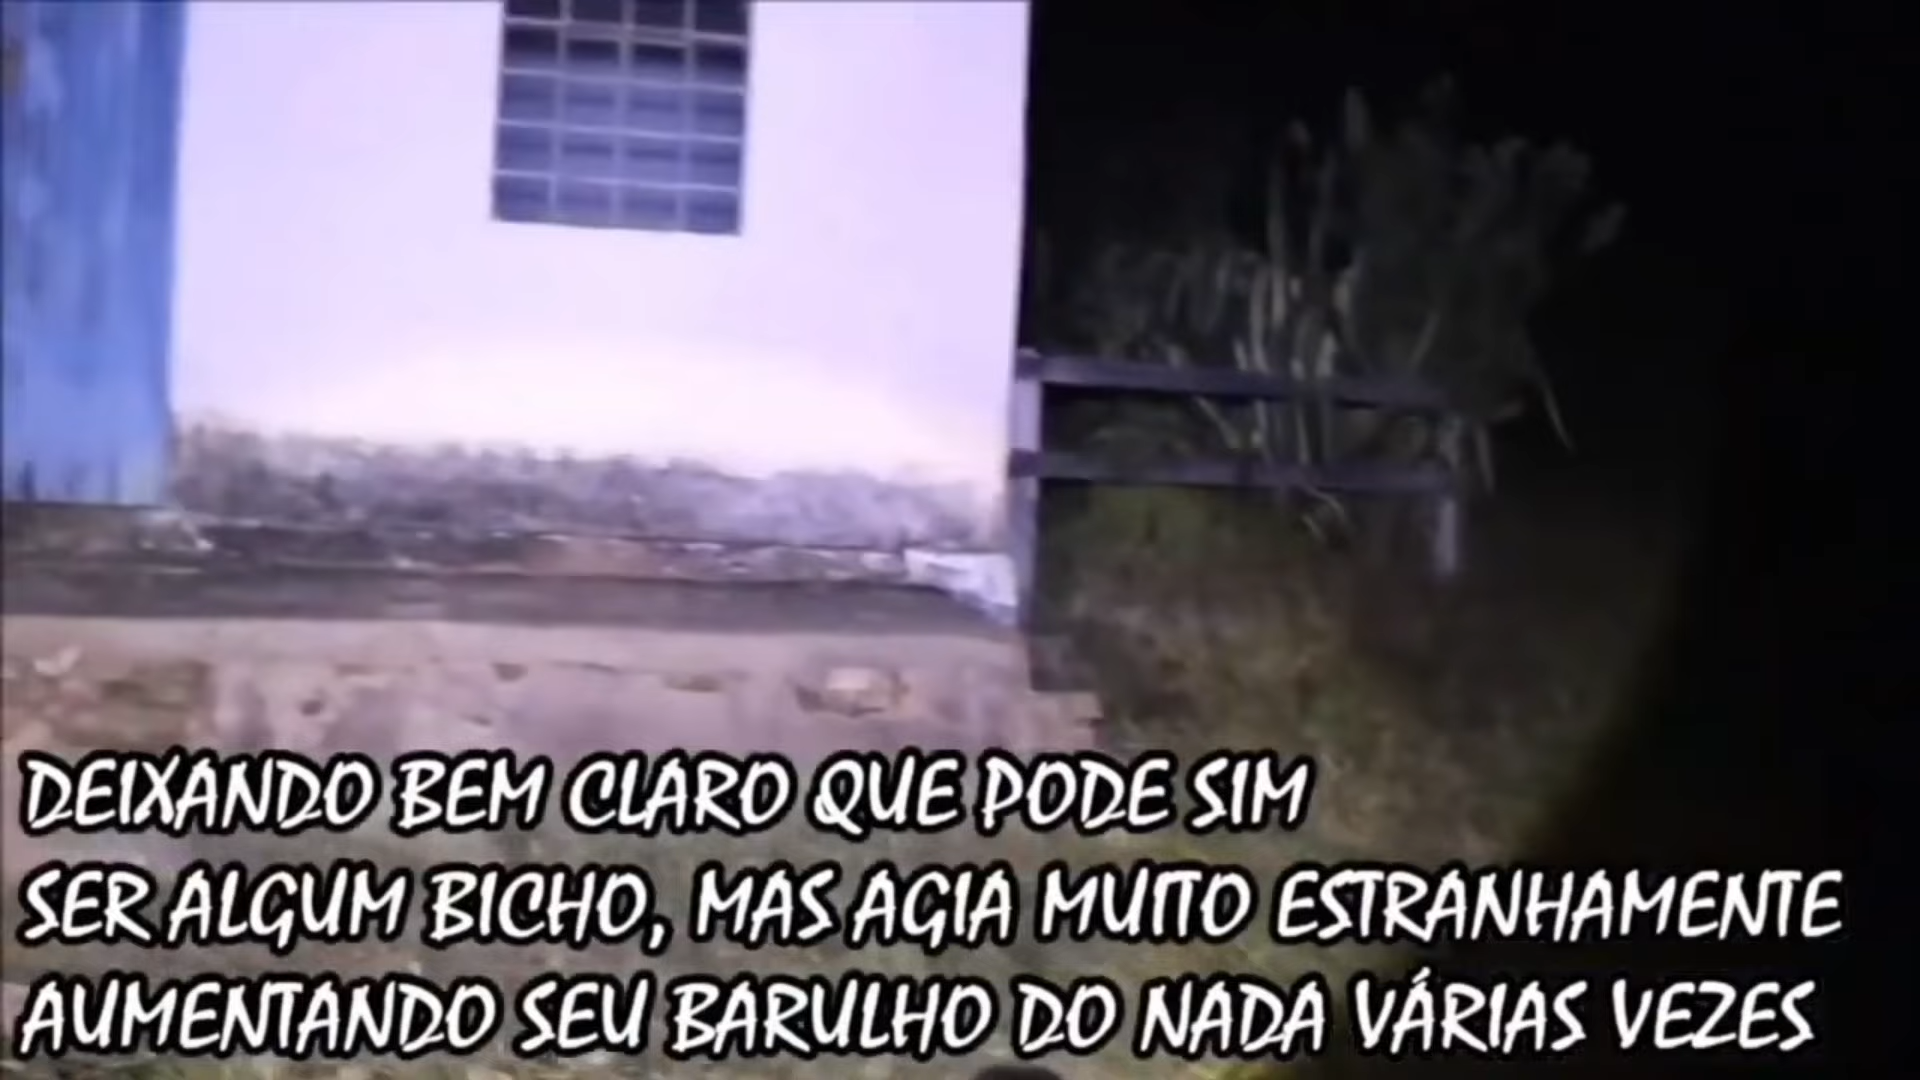 DEIXANDO BEM CLARO QUE PODE SIM
SER ALGUM BICHO, MAS AGIA MUITO ESTRANHAMENTE
AUMENTANDO SEU BARULHO DO NADA VÁRIAS VEZES